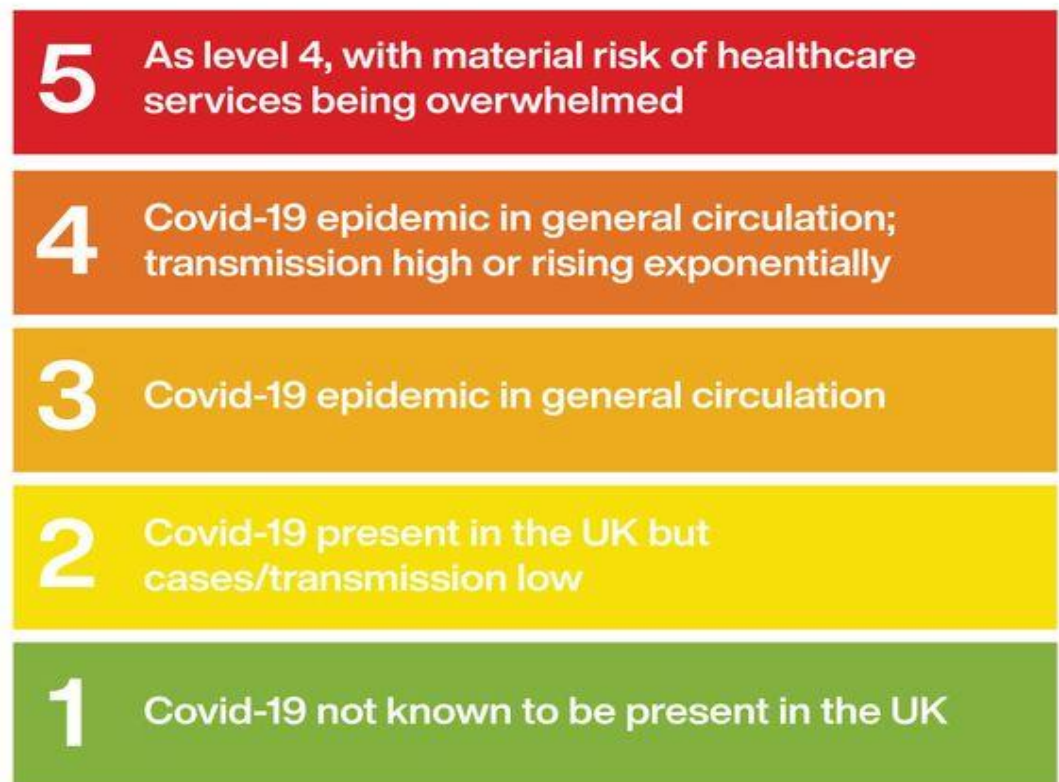 5
As level 4, with material risk of healthcare
services being overwhelmed
4
Covid-19 epidemic in general circulation;
transmission high or rising exponentially
3
Covid-19 epidemic in general circulation
2
Covid-19 present in the UK but
cases/transmission low
1
Covid-19 not known to be present in the UK